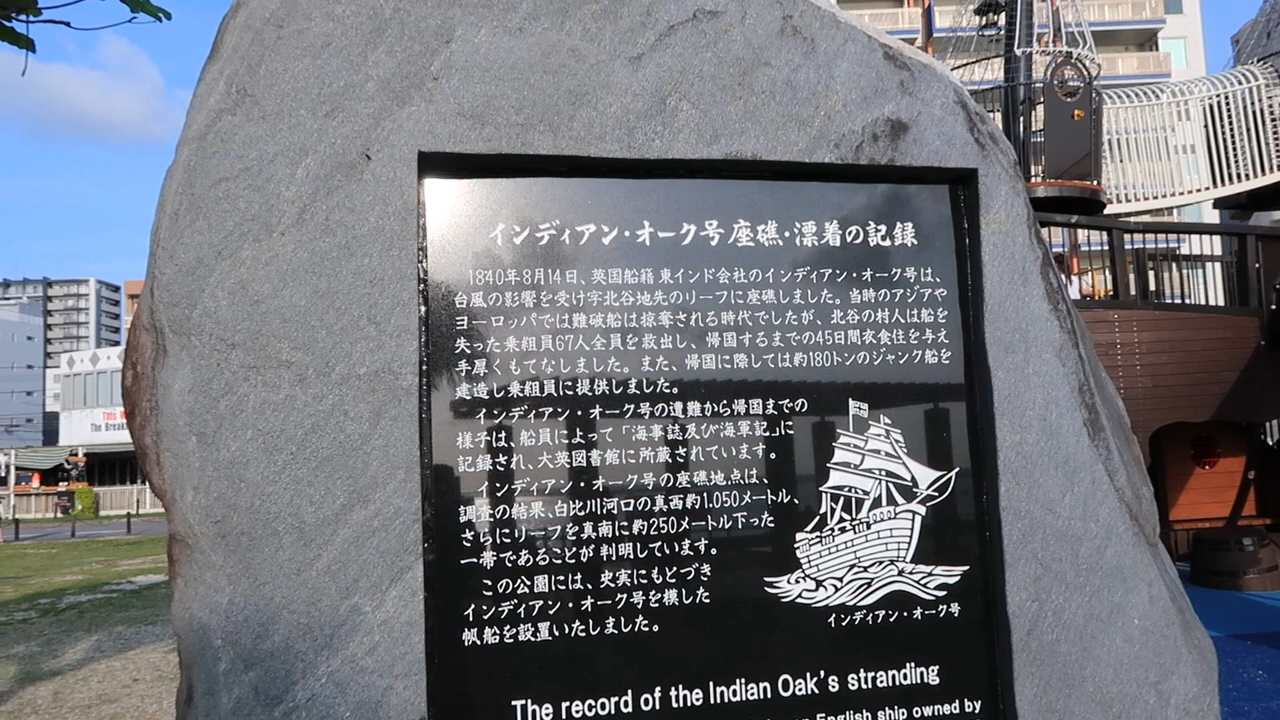 インディアン・オーク号座礁・漂着の記録
1840年8月14日、英国船籍 東インド会社のインディアン・オーク号は、
台風の影響を受け字北谷地先のリーフに座礁しました。当時のアジアや
ヨーロッパでは難破船は掠奪される時代でしたが、北谷の村人は船を
失った乗組員67人全員を救出し、帰国するまでの45日間衣食住を与え
手厚くもてなしました。また、帰国に際しては約180トンのジャンク船を
建造し乗組員に提供しました。
インディアン・オーク号の遭難から帰国までの
様子は、船員によって「海事誌及び海軍記」に
記録され、大英図書館に所蔵されています。
インディアン・オーク号の座礁地点は、
調査の結果、白比川河口の真西約1.050メートル、
さらにリーフを真南に約250メートル下った
一帯であることが 判明しています。
この公園には、史実にもとづき
インディアン・オーク号を模した
帆船を設置いたしました。
インディアン・オーク号
The record of the Indian Oak's stranding
English ship owned by
This
The Break